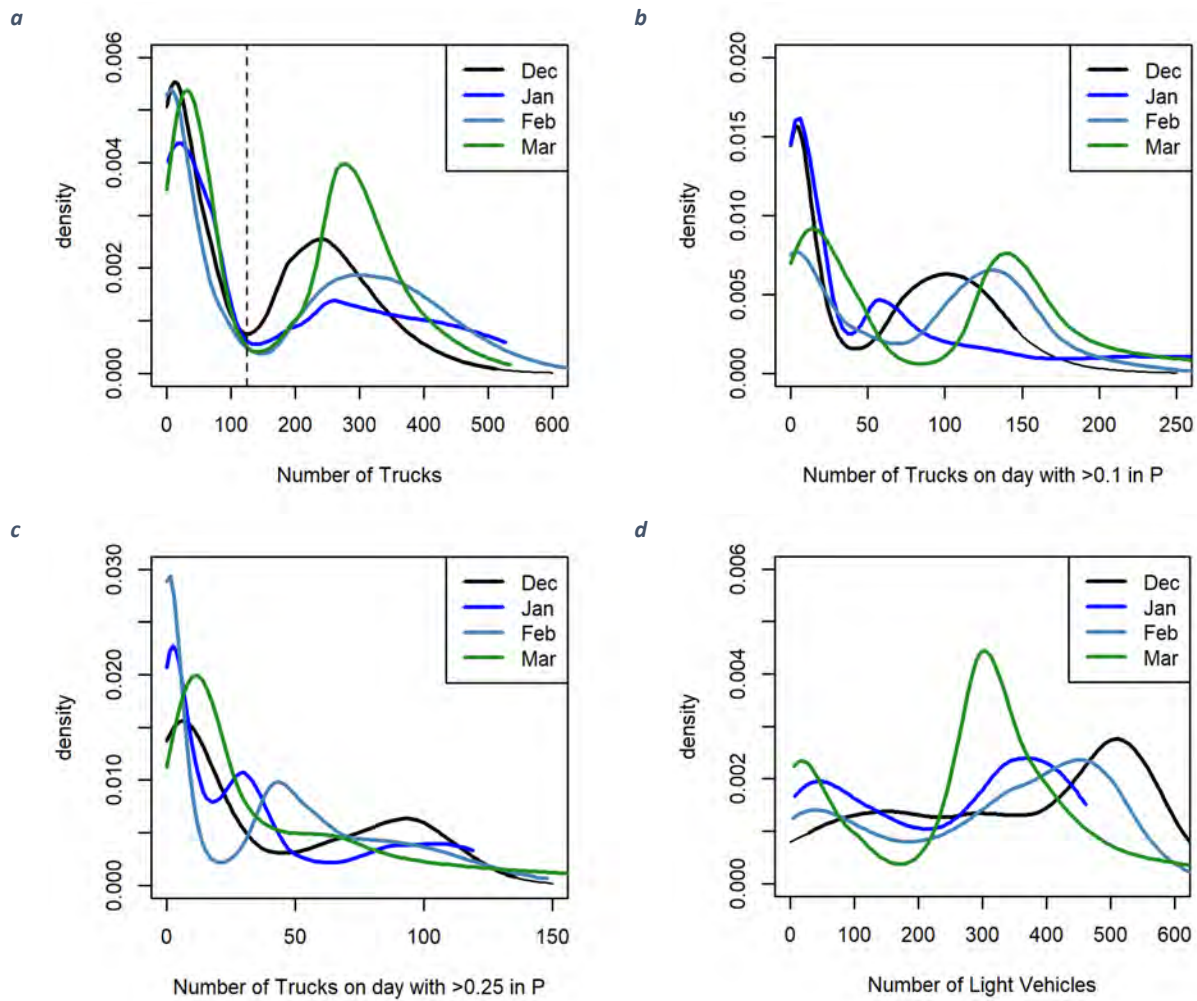 a
0.006
0.004
0.002
0.000
density
0 100 200 300 400 500 600
Number of Trucks
Dec
Jan
Feb
Mar
b
0.020
0.015
0.010
0.005
0.000
density
0 50 100 150 200 250
Number of Trucks on day with >0.1 in P
Dec
Jan
Feb
Mar
c
0.030
0.020
0.010
0.000
density
0 50 100 150
Number of Trucks on day with >0.25 in P
Dec
Jan
Feb
Mar
d
0.006
0.004
0.002
0.000
density
0 100 200 300 400 500 600
Number of Light Vehicles
Dec
Jan
Feb
Mar